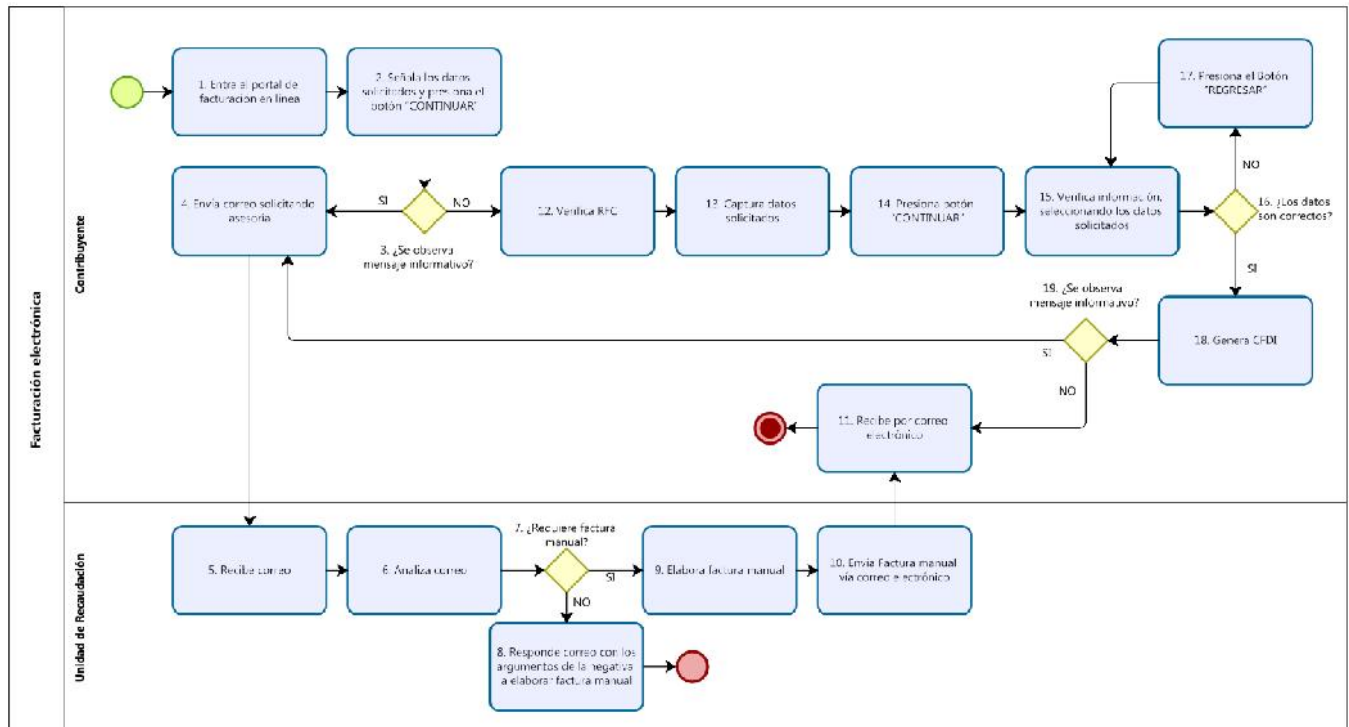 Facturación electrónica
Contribuyente
1. Entra al portal de
facturación en línea
2. Señala los datos
solicitados y presiona el
botón "CONTINUAR"
17. Presiona el Botón
"REGRESAR"
NO
4. Envía correo solicitando
asesoría
SI
NO
3. ¿Se observa
mensaje informativo?
12. Verifica RFC
13. Captura datos
solicitados
14. Presiona botón
"CONTINUAR"
15. Verifica información,
seleccionando los datos
solicitados
16. ¿Los datos
son correctos?
SI
19. ¿Se observa
mensaje informativo?
SI
NO
18. Genera CFDI
11. Recibe por correo
electrónico
Unidad de Recaudación
5. Recibe correo
6. Analiza correo
7. ¿Requiere factura
manual?
SI
NO
9. Elabora factura manual
10. Envía Factura manual
vía correo electrónico
8. Responde correo con los
argumentos de la negativa
a elaborar factura manual